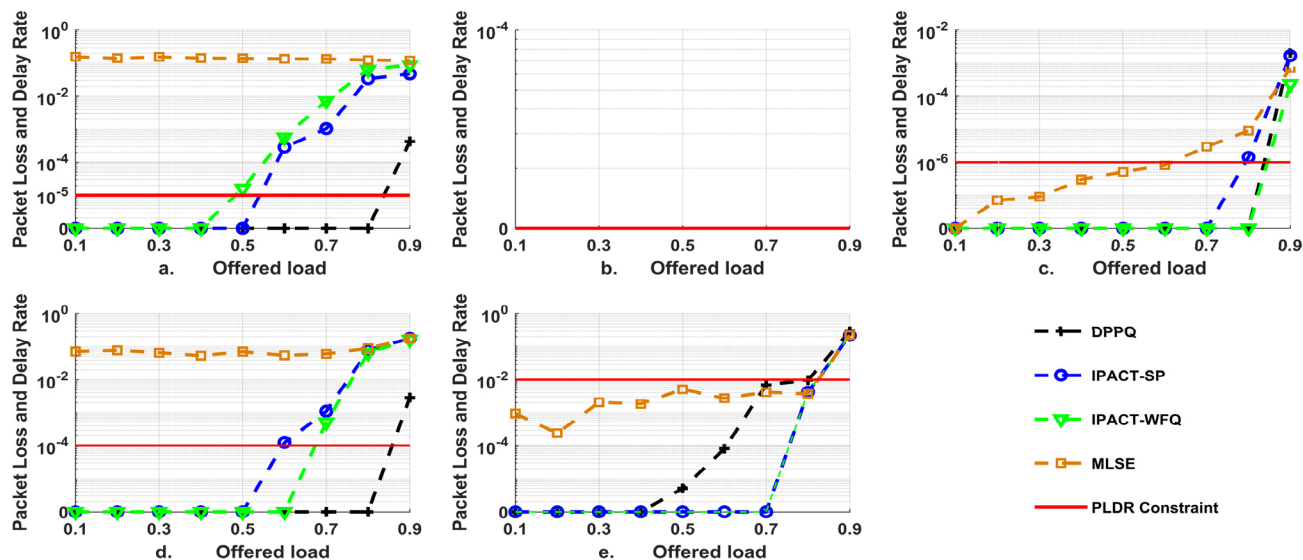 Packet Loss and Delay Rate
10^0
10^-2
10^-4
10^-5
0
0.1 0.3 0.5 0.7 0.9
a. Offered load
Packet Loss and Delay Rate
10^-4
0
0.1 0.3 0.5 0.7 0.9
b. Offered load
Packet Loss and Delay Rate
10^-2
10^-4
10^-6
0
0.1 0.3 0.5 0.7 0.9
c. Offered load
Packet Loss and Delay Rate
10^0
10^-2
10^-4
0
0.1 0.3 0.5 0.7 0.9
d. Offered load
Packet Loss and Delay Rate
10^0
10^-2
10^-4
0
0.1 0.3 0.5 0.7 0.9
e. Offered load
DPPQ
IPACT-SP
IPACT-WFQ
MLSE
PLDR Constraint